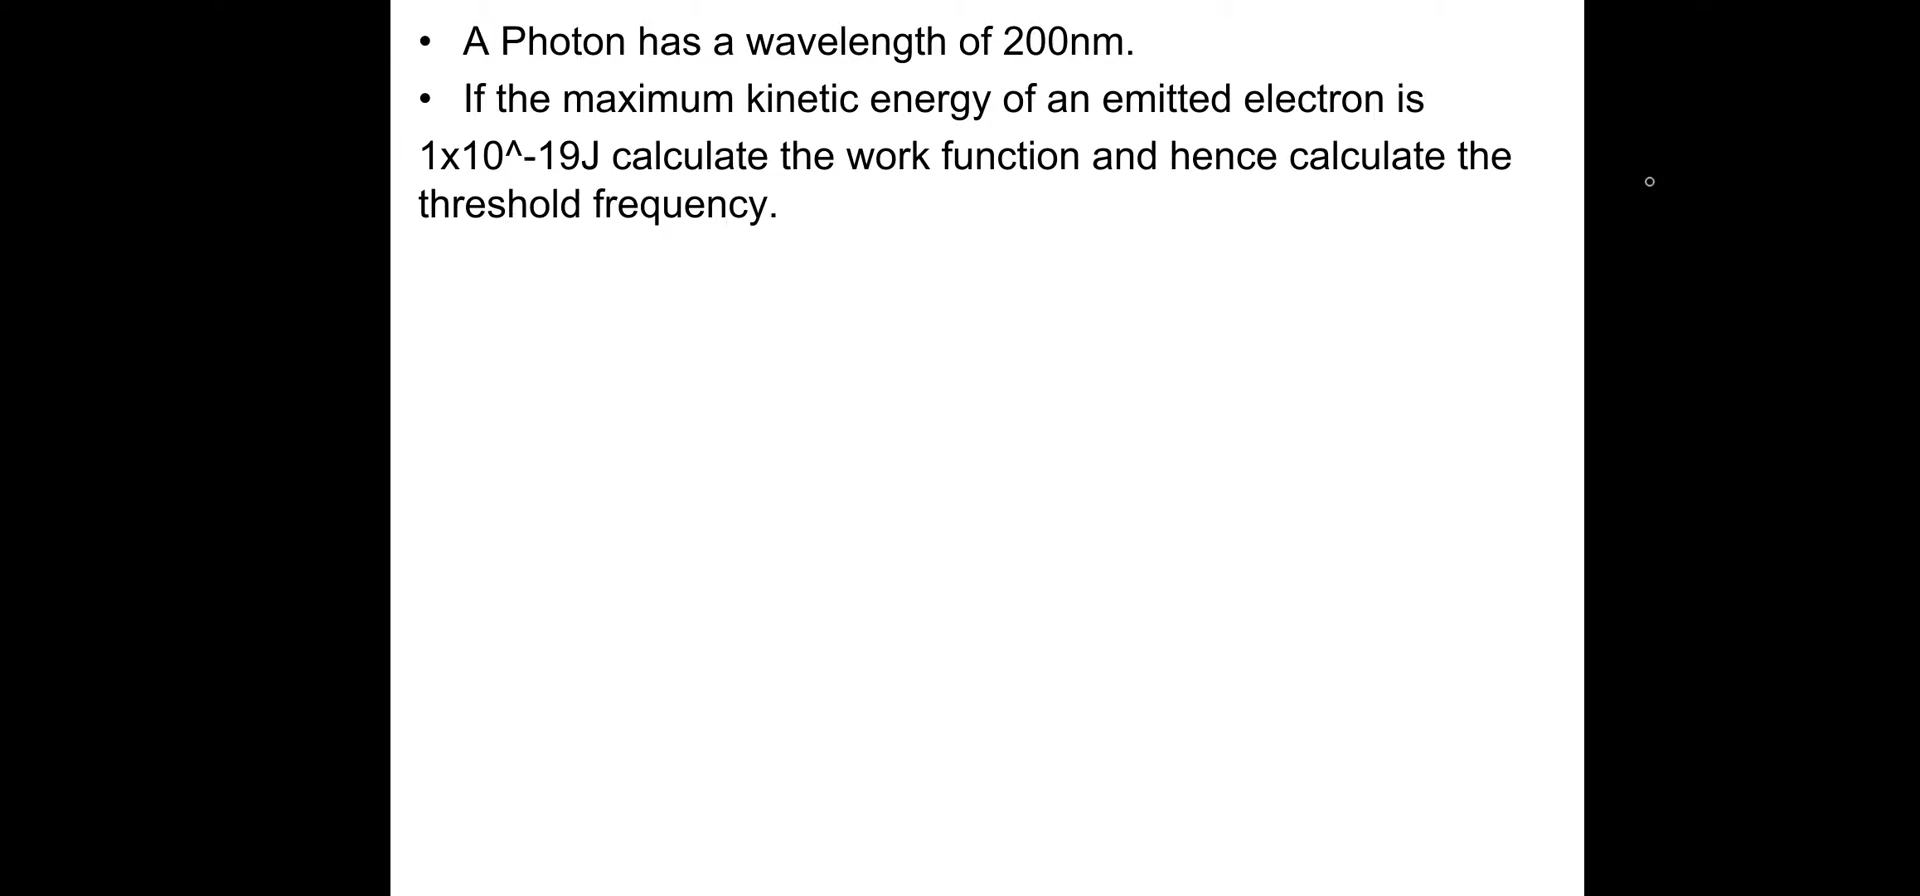 • A Photon has a wavelength of 200nm.
• If the maximum kinetic energy of an emitted electron is
1x10^-19J calculate the work function and hence calculate the
threshold frequency.